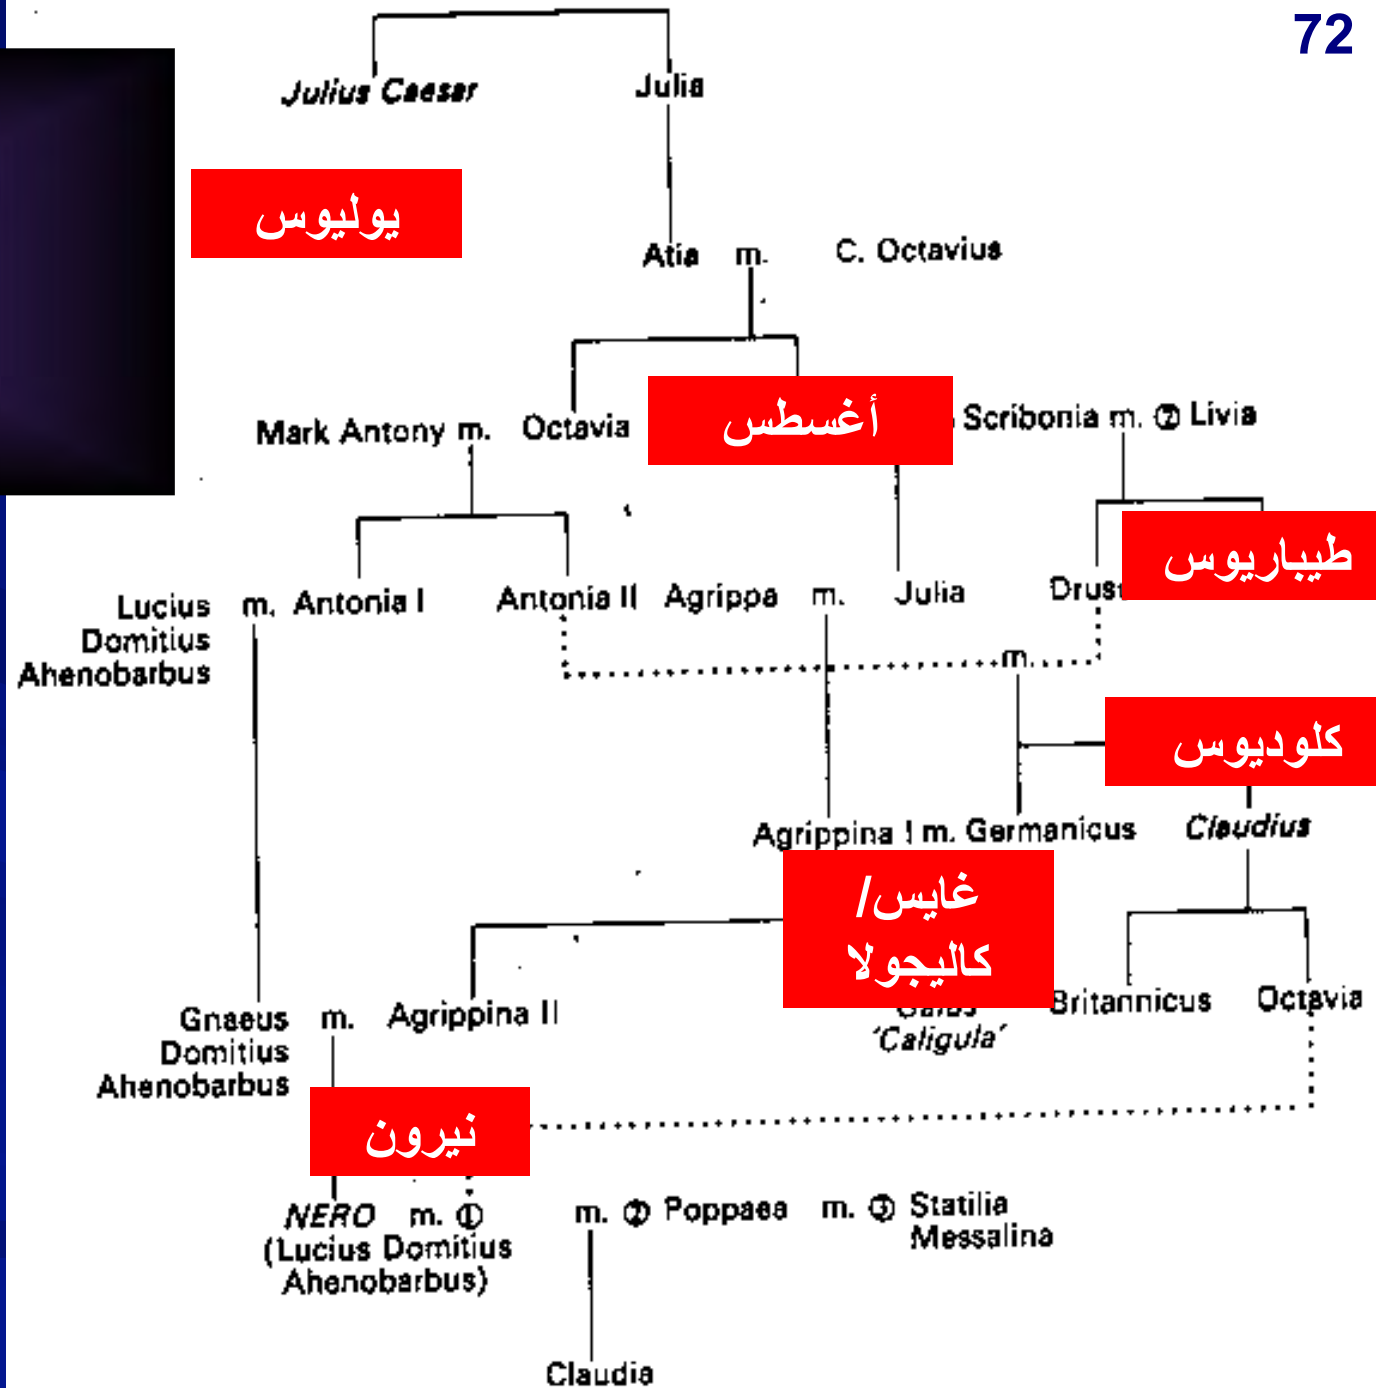 72
Julius Caesar Julia
يوليوس
Atia m. C. Octavius
Mark Antony m. Octavia أغسطس Scribonia m. ② Livia
طيباريوس
Lucius m. Antonia I Antonia II Agrippa m. Julia
Domitius
Ahenobarbus
m.
كلوديوس
Agrippina I m. Germanicus Claudius
غايس/
كاليجولا
Gnaeus m. Agrippina II Britannicus Octavia
Domitius 'Caligula'
Ahenobarbus
نيرون
NERO m. ① m. ② Poppaea m. ③ Statilia
(Lucius Domitius Messalina
Ahenobarbus)
Claudia